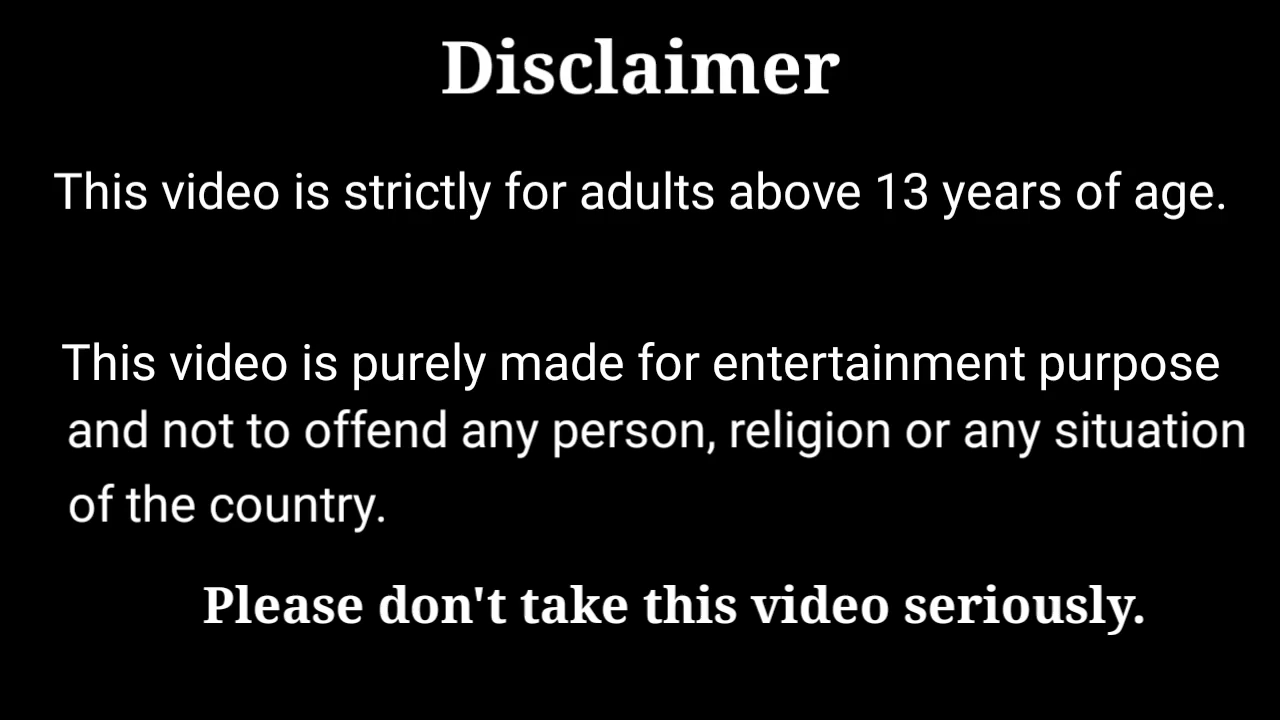 Disclaimer
This video is strictly for adults above 13 years of age.
This video is purely made for entertainment purpose
and not to offend any person, religion or any situation
of the country.
Please don't take this video seriously.